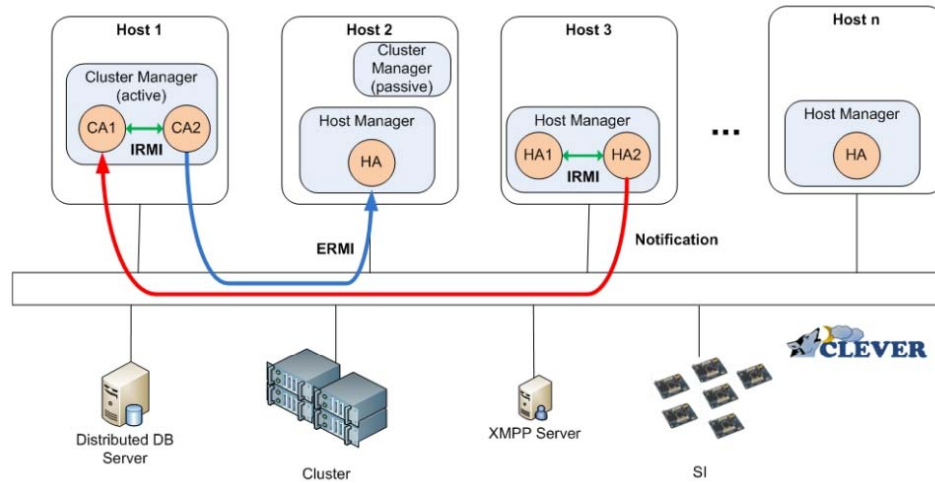 Host 1
Cluster Manager
(active)
CA1
CA2
IRMI
Host 2
Cluster
Manager
(passive)
Host Manager
HA
Host 3
Host Manager
HA1
HA2
IRMI
...
Host n
Host Manager
HA
ERMI
Notification
CLEVER
Distributed DB
Server
Cluster
XMPP Server
SI